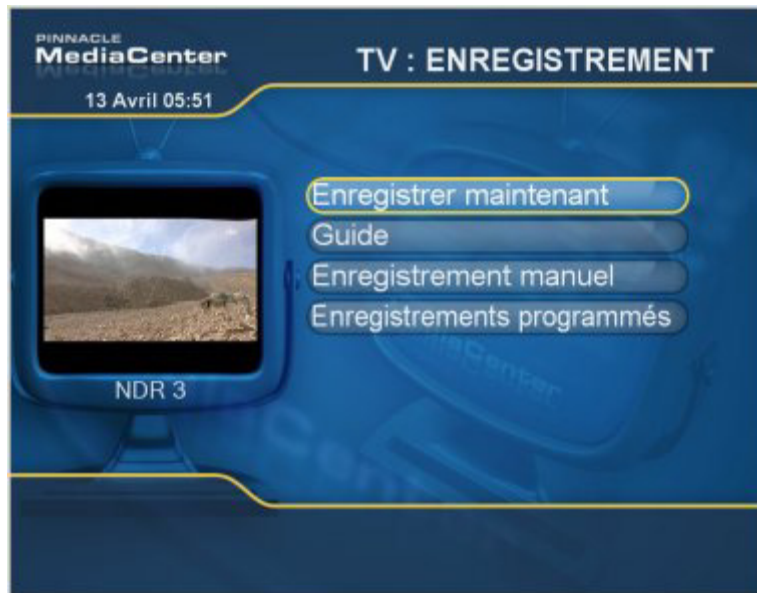 PINNACLE
MediaCenter
TV : ENREGISTREMENT
13 Avril 05:51
Enregistrer maintenant
Guide
Enregistrement manuel
Enregistrements programmés
NDR 3